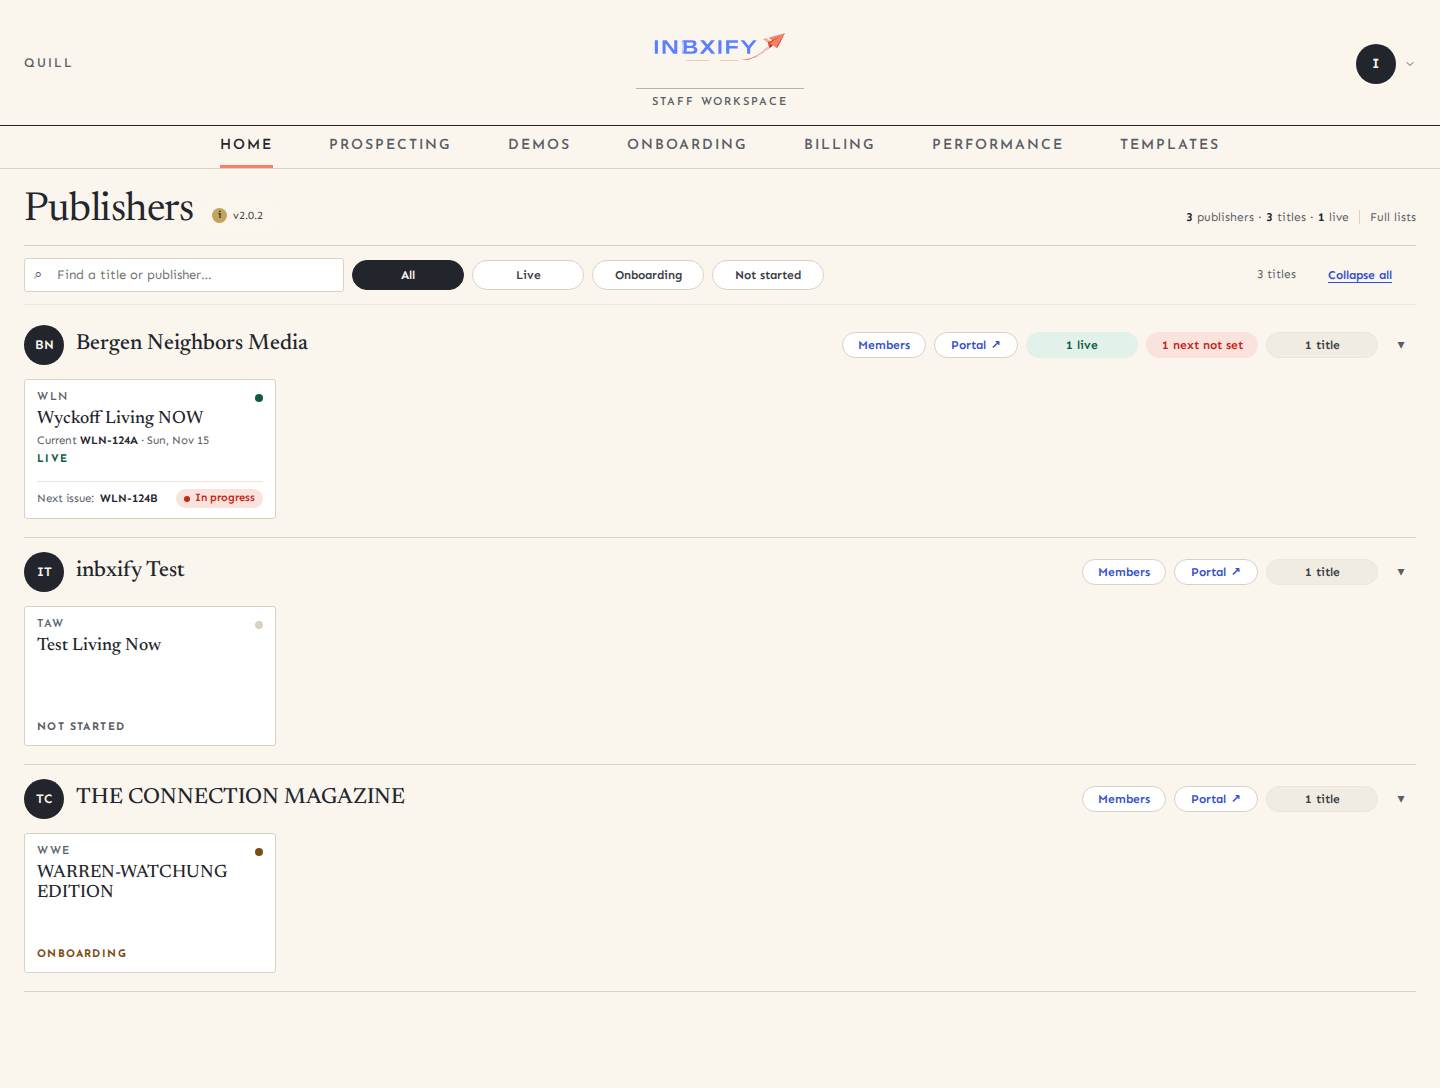 QUILL
INBXIFY
STAFF WORKSPACE
I
HOME PROSPECTING DEMOS ONBOARDING BILLING PERFORMANCE TEMPLATES
Publishers
i v2.0.2
3 publishers · 3 titles · 1 live Full lists
Find a title or publisher...
All Live Onboarding Not started
3 titles Collapse all
BN Bergen Neighbors Media
Members Portal ↗ 1 live 1 next not set 1 title ▼
WLN
Wyckoff Living NOW
Current WLN-124A · Sun, Nov 15
LIVE
Next issue: WLN-124B In progress
IT inbxify Test
Members Portal ↗ 1 title ▼
TAW
Test Living Now
NOT STARTED
TC THE CONNECTION MAGAZINE
Members Portal ↗ 1 title ▼
WWE
WARREN-WATCHUNG
EDITION
ONBOARDING